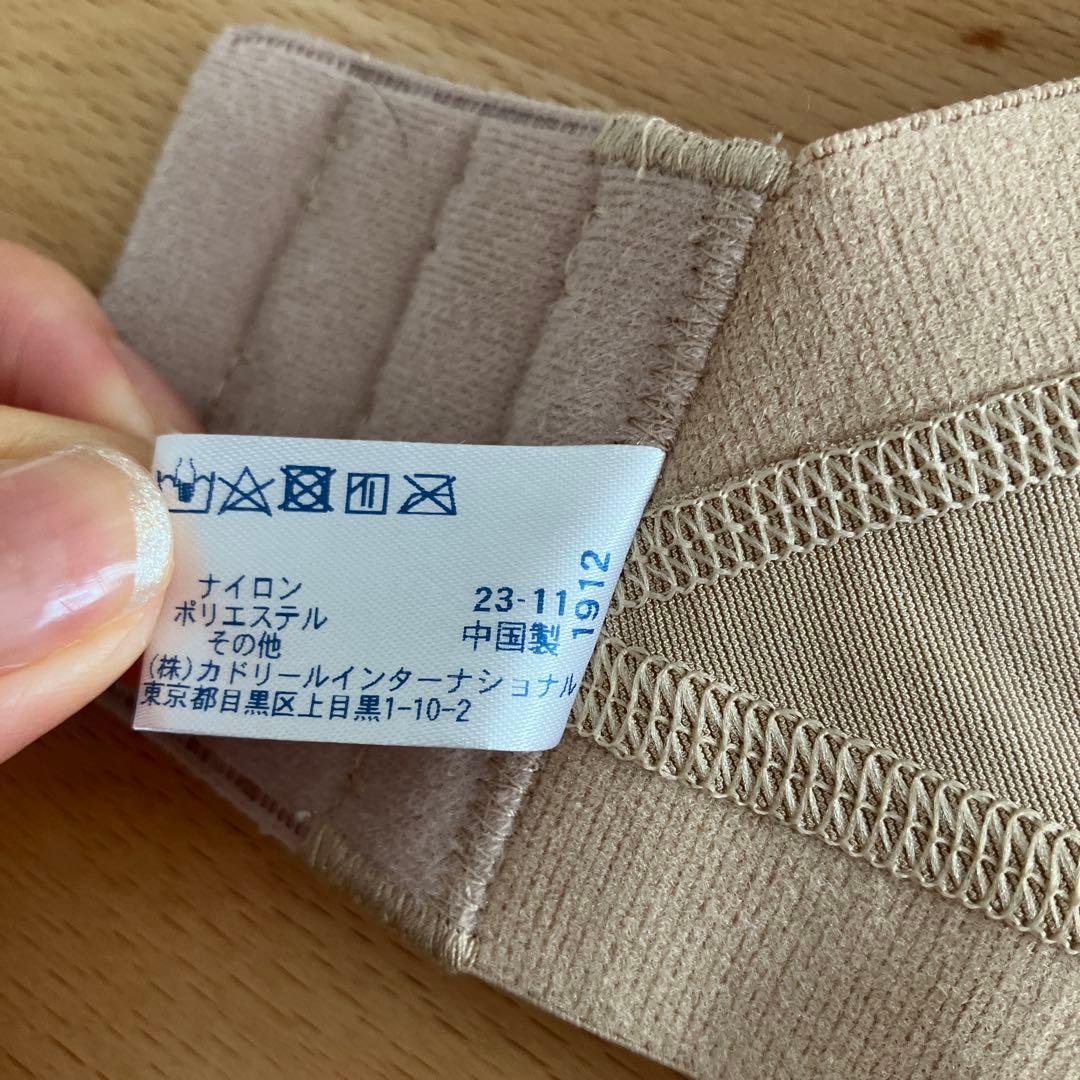 ナイロン
ポリエステル
その他
23-11
中国製
1912
(株)カドリールインターナショナル
東京都目黒区上目黒1-10-2